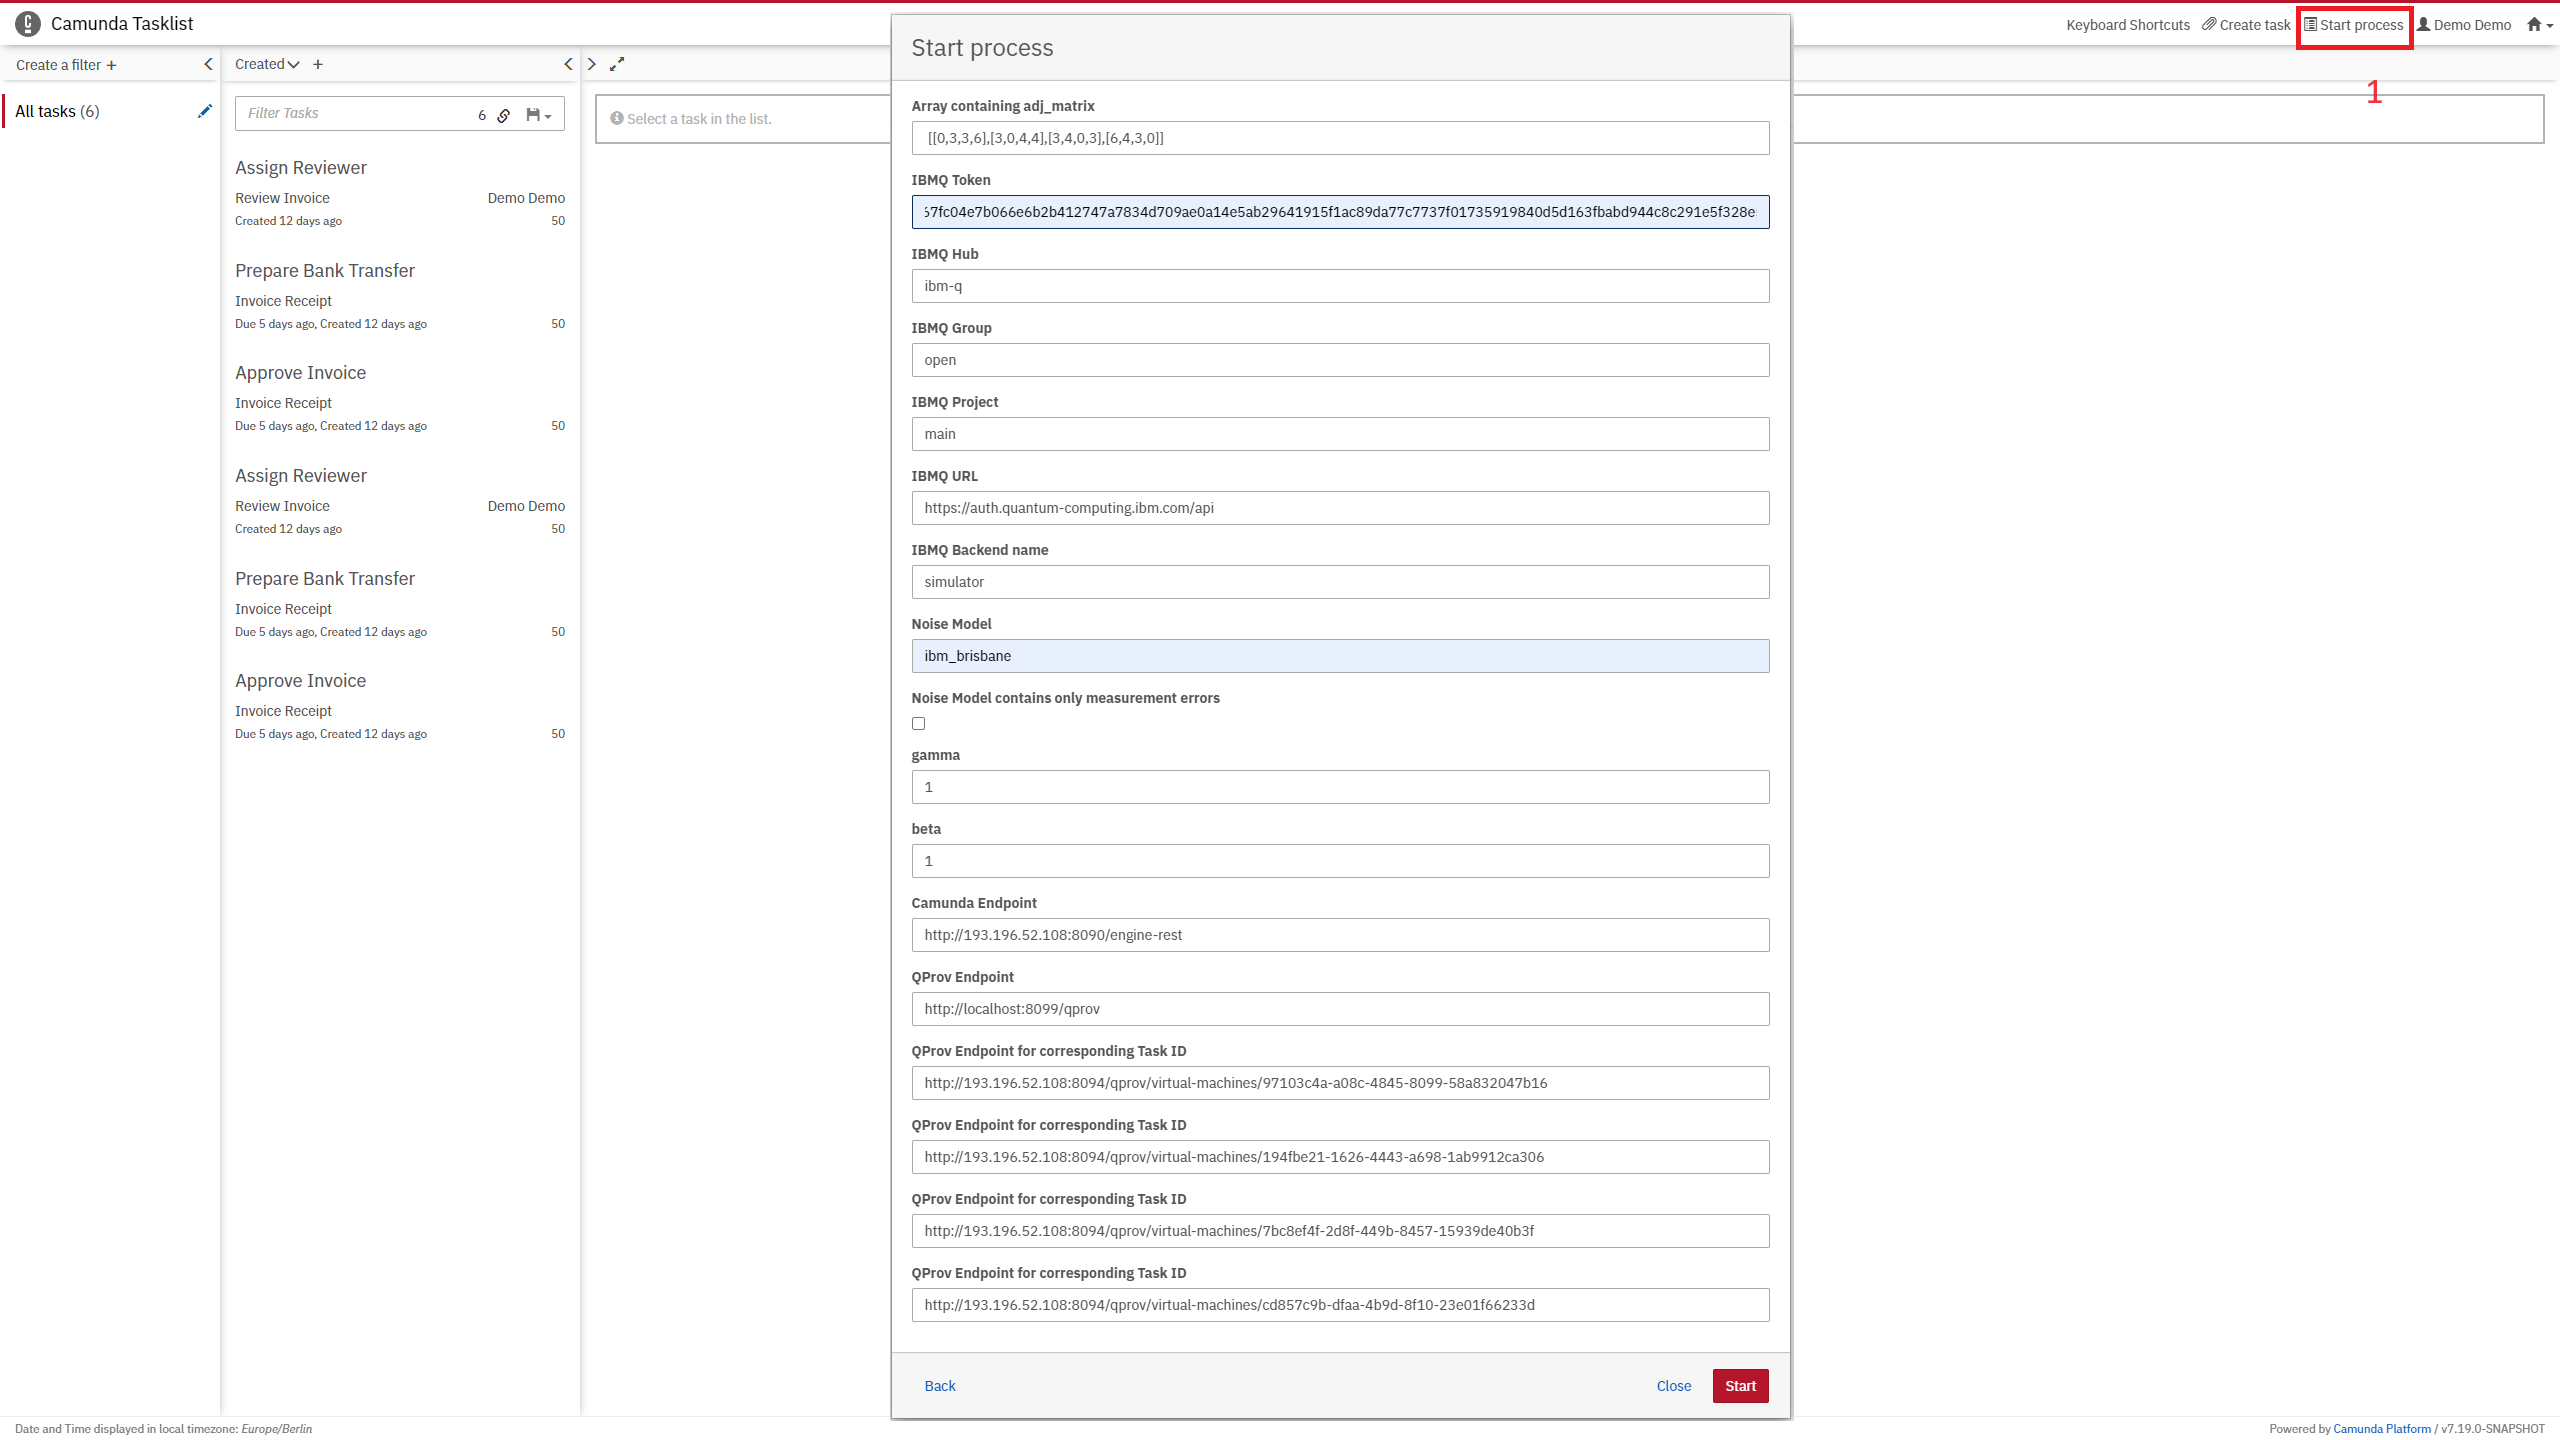 Camunda Tasklist
Keyboard Shortcuts Create task Start process Demo Demo
1
Create a filter +
Created +
All tasks (6)
Filter Tasks 6
Assign Reviewer
Review Invoice Demo Demo
Created 12 days ago 50
Prepare Bank Transfer
Invoice Receipt
Due 5 days ago, Created 12 days ago 50
Approve Invoice
Invoice Receipt
Due 5 days ago, Created 12 days ago 50
Assign Reviewer
Review Invoice Demo Demo
Created 12 days ago 50
Prepare Bank Transfer
Invoice Receipt
Due 5 days ago, Created 12 days ago 50
Approve Invoice
Invoice Receipt
Due 5 days ago, Created 12 days ago 50
Select a task in the list.
Start process
Array containing adj_matrix
[[0,3,3,6],[3,0,4,4],[3,4,0,3],[6,4,3,0]]
IBMQ Token
67fc04e7b066e6b2b412747a7834d709ae0a14e5ab29641915f1ac89da77c7737f01735919840d5d163fbabd944c8c291e5f328e
IBMQ Hub
ibm-q
IBMQ Group
open
IBMQ Project
main
IBMQ URL
https://auth.quantum-computing.ibm.com/api
IBMQ Backend name
simulator
Noise Model
ibm_brisbane
Noise Model contains only measurement errors
gamma
1
beta
1
Camunda Endpoint
http://193.196.52.108:8090/engine-rest
QProv Endpoint
http://localhost:8099/qprov
QProv Endpoint for corresponding Task ID
http://193.196.52.108:8094/qprov/virtual-machines/97103c4a-a08c-4845-8099-58a832047b16
QProv Endpoint for corresponding Task ID
http://193.196.52.108:8094/qprov/virtual-machines/194fbe21-1626-4443-a698-1ab9912ca306
QProv Endpoint for corresponding Task ID
http://193.196.52.108:8094/qprov/virtual-machines/7bc8ef4f-2d8f-449b-8457-15939de40b3f
QProv Endpoint for corresponding Task ID
http://193.196.52.108:8094/qprov/virtual-machines/cd857c9b-dfaa-4b9d-8f10-23e01f66233d
Back Close Start
Date and Time displayed in local timezone: Europe/Berlin
Powered by Camunda Platform / v7.19.0-SNAPSHOT